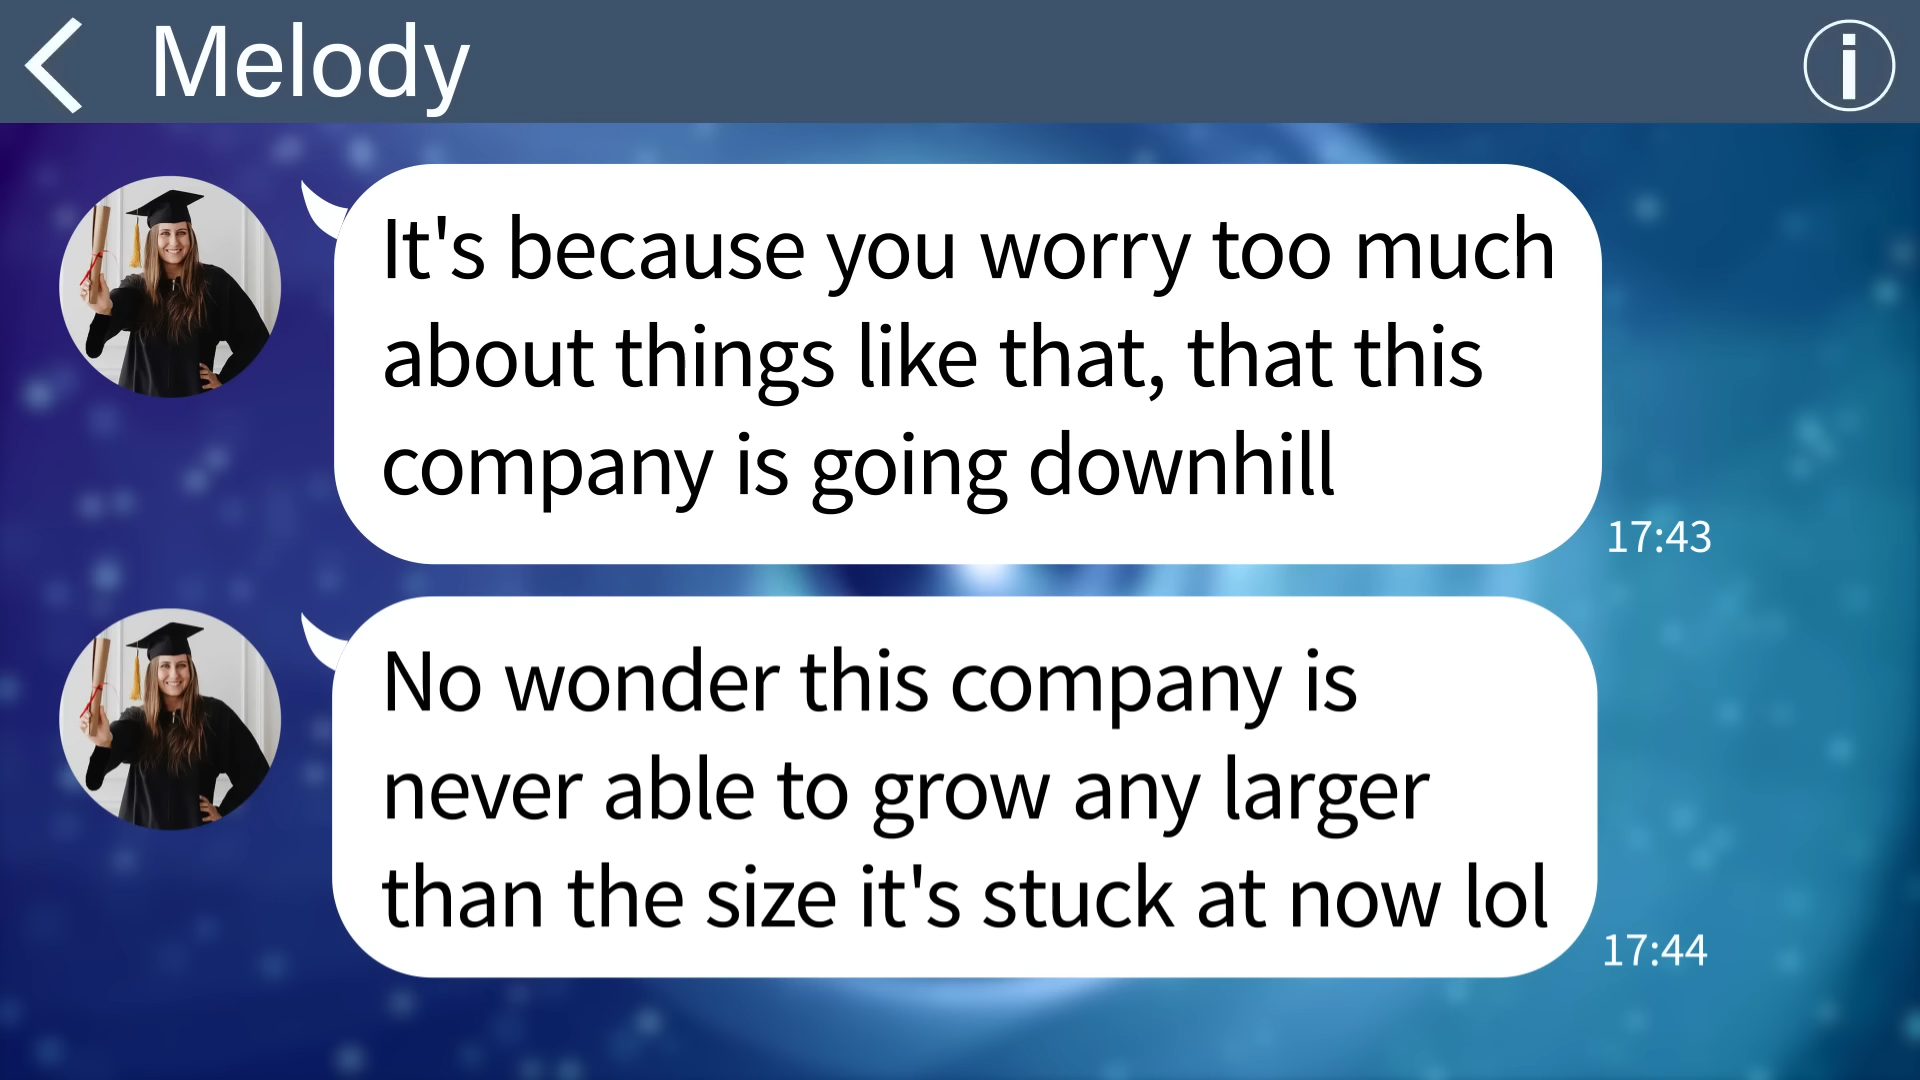 Melody
It's because you worry too much
about things like that, that this
company is going downhill
17:43
No wonder this company is
never able to grow any larger
than the size it's stuck at now lol
17:44